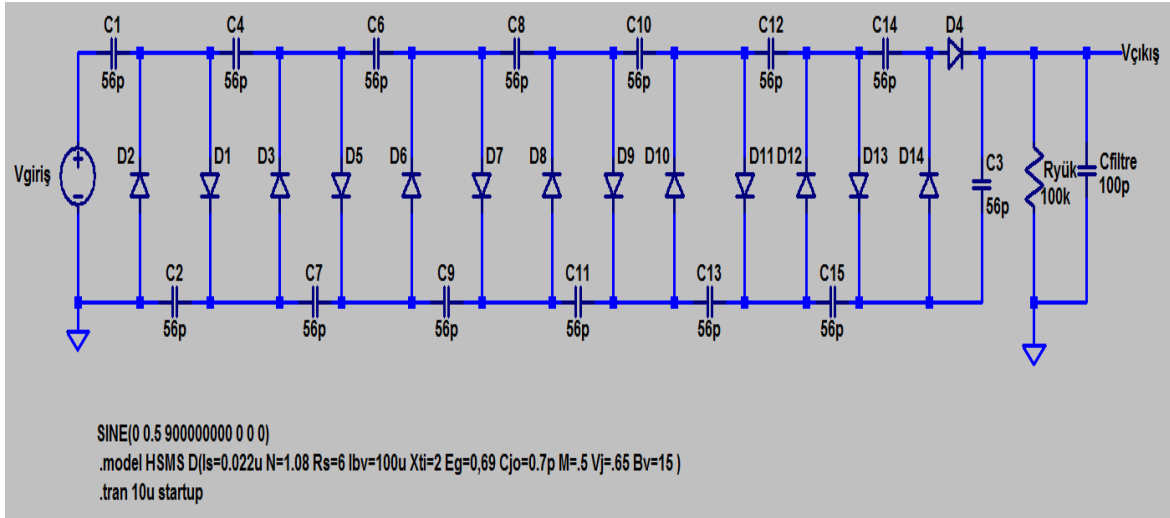 C1 C4 C6 C8 C10 C12 C14 D4
56p 56p 56p 56p 56p 56p 56p
Vçıkış
Vgiriş
D2 D1 D3 D5 D6 D7 D8 D9 D10 D11 D12 D13 D14
C3
56p
Ryük
100k
Cfiltre
100p
C2 C7 C9 C11 C13 C15
56p 56p 56p 56p 56p 56p
SINE(0 0.5 900000000 0 0 0)
.model HSMS D(Is=0.022u N=1.08 Rs=6 Ibv=100u Xti=2 Eg=0,69 Cjo=0.7p M=.5 Vj=.65 Bv=15 )
.tran 10u startup